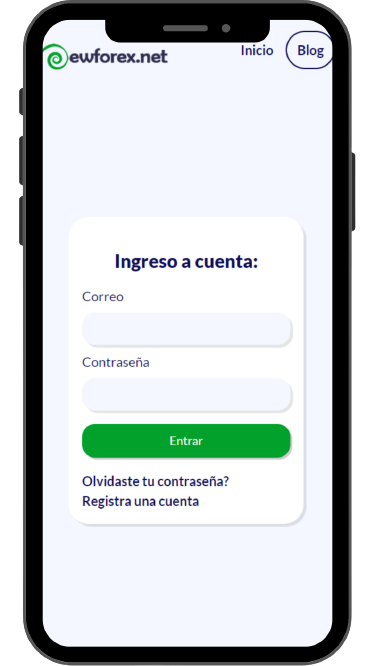 ewforex.net
Inicio
Blog
Ingreso a cuenta:
Correo
Contraseña
Entrar
Olvidaste tu contraseña?
Registra una cuenta